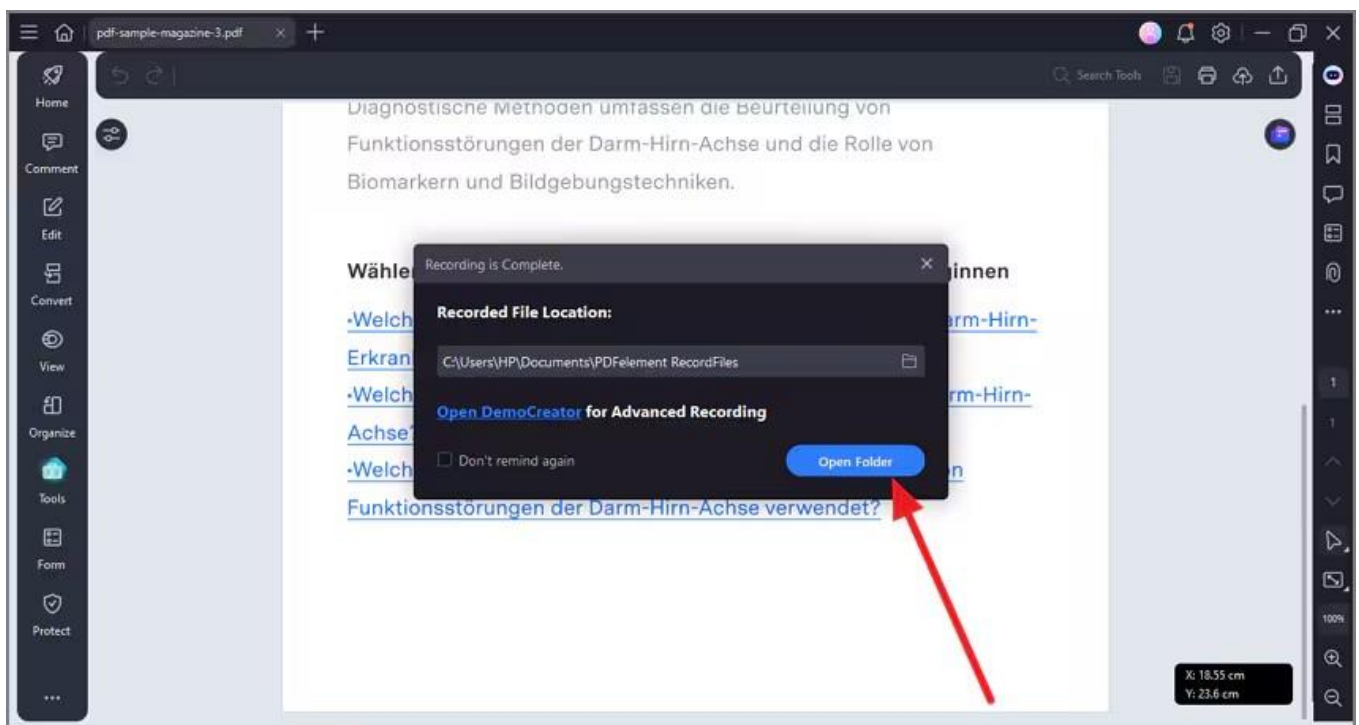 pdf-sample-magazine-3.pdf
Search Tools
Home
Comment
Edit
Convert
View
Organize
Tools
Form
Protect
Diagnostische Methoden umfassen die Beurteilung von
Funktionsstörungen der Darm-Hirn-Achse und die Rolle von
Biomarkern und Bildgebungstechniken.
Wähle
innen
•Welch
arm-Hirn-
Erkran
•Welch
rm-Hirn-
Achse?
•Welch
n
Funktionsstörungen der Darm-Hirn-Achse verwendet?
Recording is Complete.
Recorded File Location:
C:\Users\HP\Documents\PDFelement RecordFiles
Open DemoCreator for Advanced Recording
Don't remind again
Open Folder
1
1
100%
X: 18.55 cm
Y: 23.6 cm